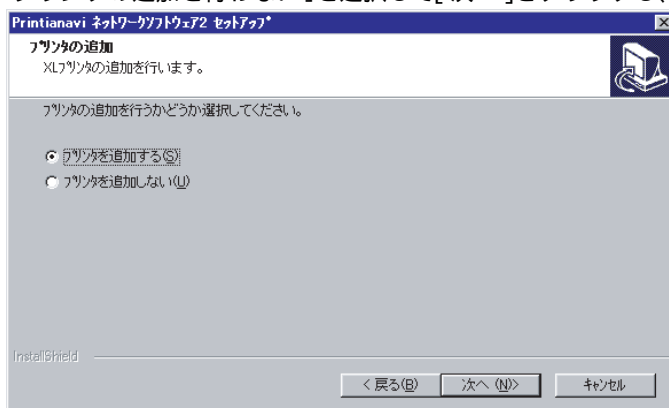 Printianavi ネットワークソフトウェア2 セットアップ
プリンタの追加
XLプリンタの追加を行います。
プリンタの追加を行うかどうか選択してください。
プリンタを追加する(S)
プリンタを追加しない(U)
InstallShield
< 戻る(B)
次へ (N)>
キャンセル